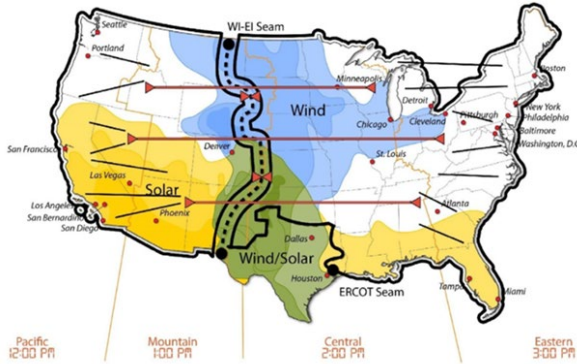 WI-EI Seam
Seattle
Portland
Minneapolis
Boston
Wind
Detroit
New York
Philadelphia
Pittsburgh
Cleveland
Chicago
Baltimore
Washington, D.C
San Francisco
Denver
St. Louis
Las Vegas
Solar
Los Angeles
San Bernardino
San Diego
Phoenix
Atlanta
Dallas
Wind/Solar
Houston
ERCOT Seam
Tampa
Miami
Pacific
12:00 PM
Mountain
1:00 PM
Central
2:00 PM
Eastern
3:00 PM